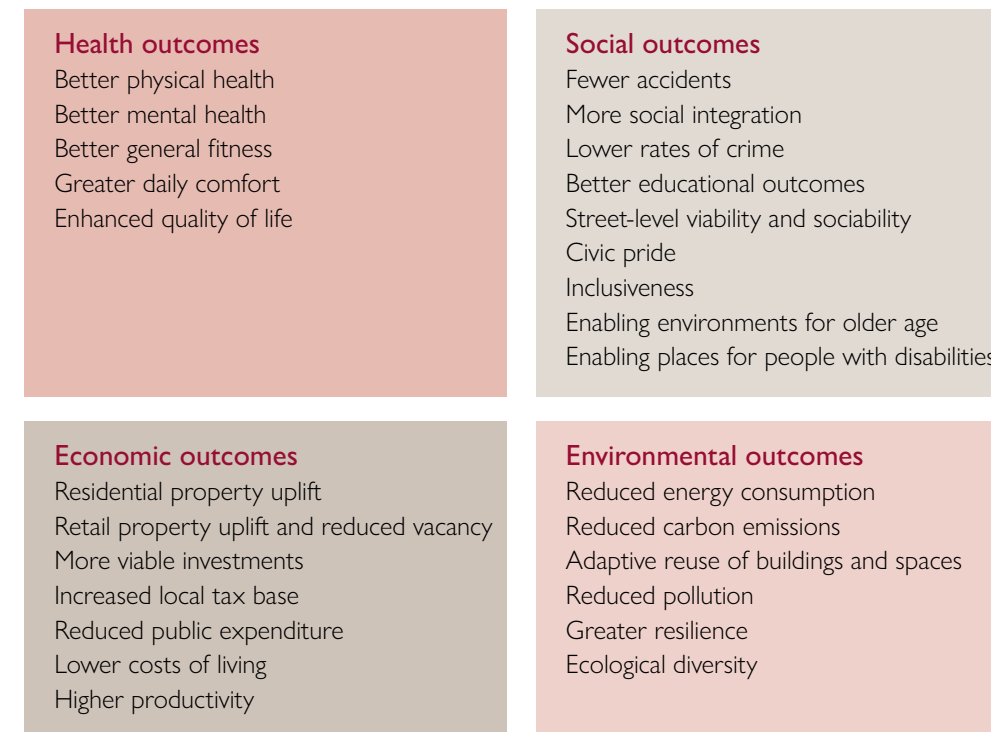 Health outcomes
Better physical health
Better mental health
Better general fitness
Greater daily comfort
Enhanced quality of life
Social outcomes
Fewer accidents
More social integration
Lower rates of crime
Better educational outcomes
Street-level viability and sociability
Civic pride
Inclusiveness
Enabling environments for older age
Enabling places for people with disabilities
Economic outcomes
Residential property uplift
Retail property uplift and reduced vacancy
More viable investments
Increased local tax base
Reduced public expenditure
Lower costs of living
Higher productivity
Environmental outcomes
Reduced energy consumption
Reduced carbon emissions
Adaptive reuse of buildings and spaces
Reduced pollution
Greater resilience
Ecological diversity